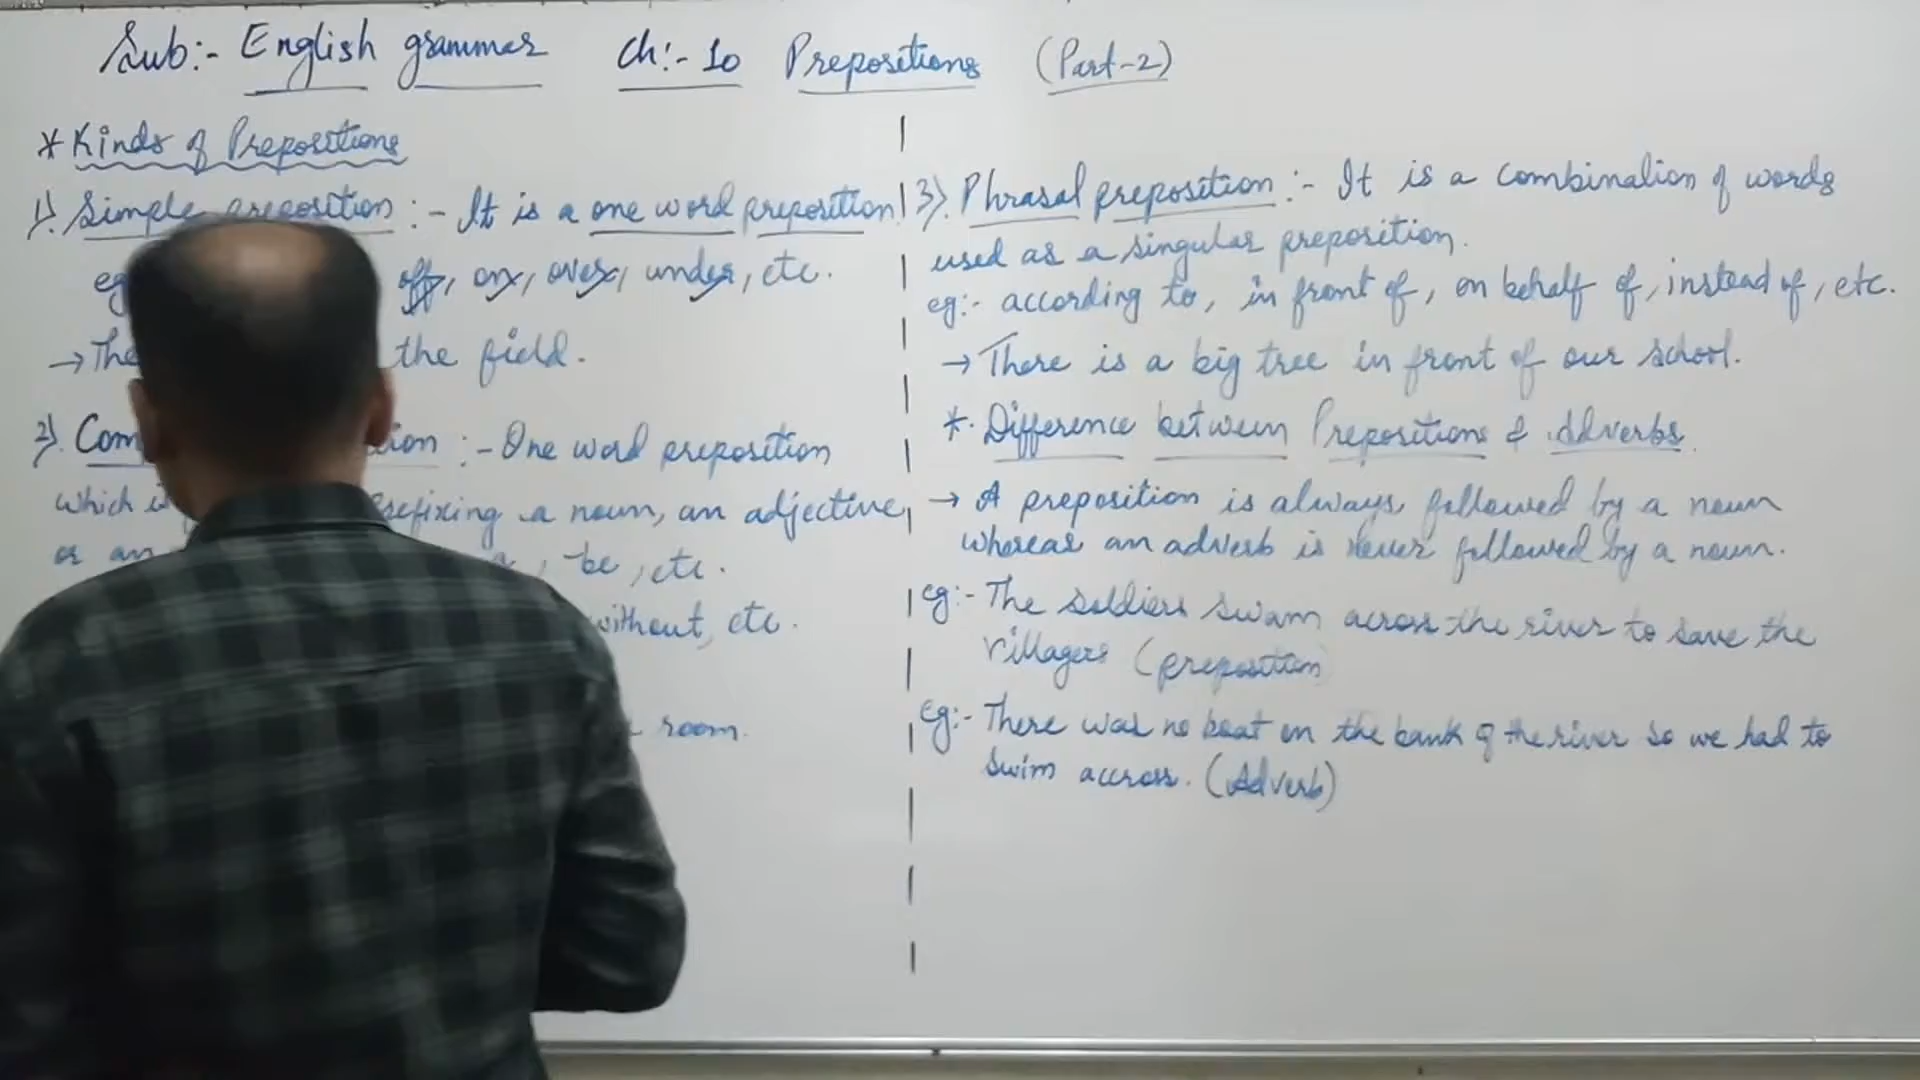 Sub:- English grammar Ch:- 10 Prepositions (Part-2)
* Kinds of Prepositions
1). Simple preposition :- It is a one word preposition
eg off, on, over, under, etc.
→ The the field.
2). Com tion :- One word preposition
which is refixing a noun, an adjective,
or an , be, etc.
without, etc.
room.
3). Phrasal preposition :- It is a combination of words
used as a singular preposition.
eg:- according to, in front of, on behalf of, instead of, etc.
→ There is a big tree in front of our school.
*. Difference between Prepositions & Adverbs.
→ A preposition is always followed by a noun
whereas an adverb is never followed by a noun.
eg:- The soldiers swam across the river to save the
villagers (preposition)
eg:- There was no boat on the bank of the river so we had to
swim accross. (Adverb)